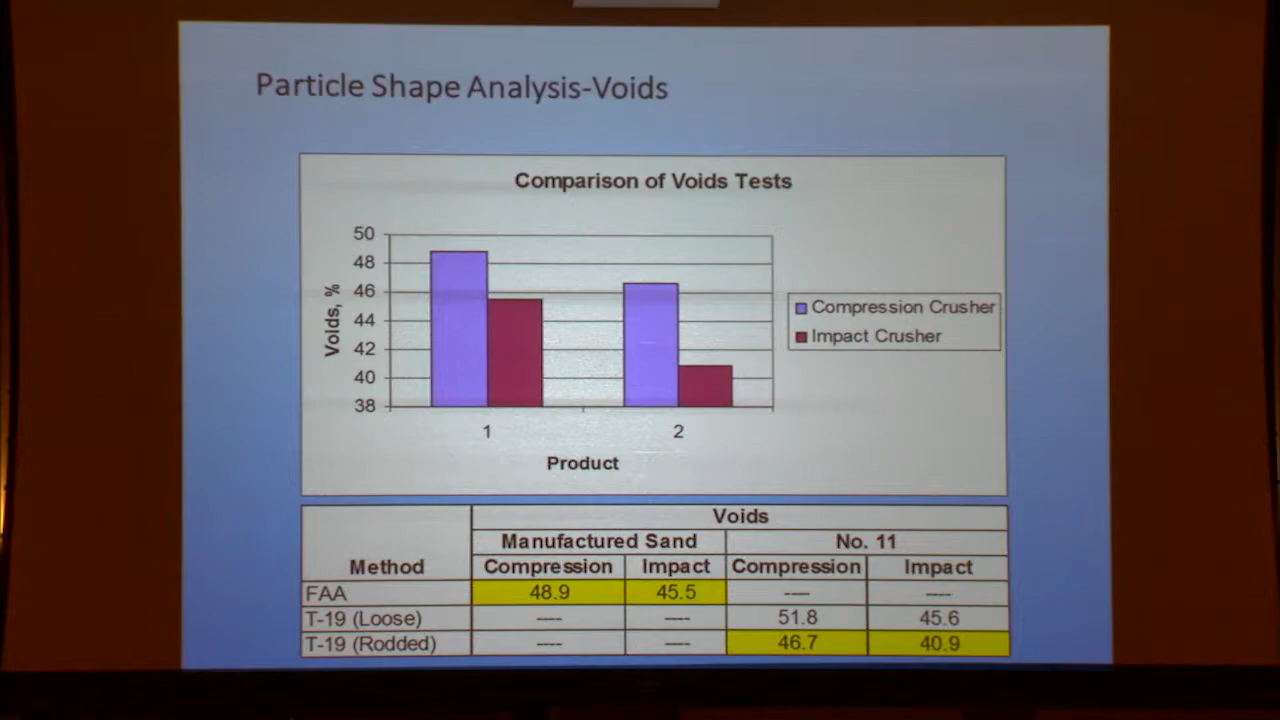 Particle Shape Analysis-Voids
Comparison of Voids Tests
50
48
46
44
42
40
38
Voids, %
1 2
Product
Compression Crusher
Impact Crusher
Voids
Manufactured Sand No. 11
Method Compression Impact Compression Impact
FAA 48.9 45.5 ---- ----
T-19 (Loose) ---- ---- 51.8 45.6
T-19 (Rodded) ---- ---- 46.7 40.9